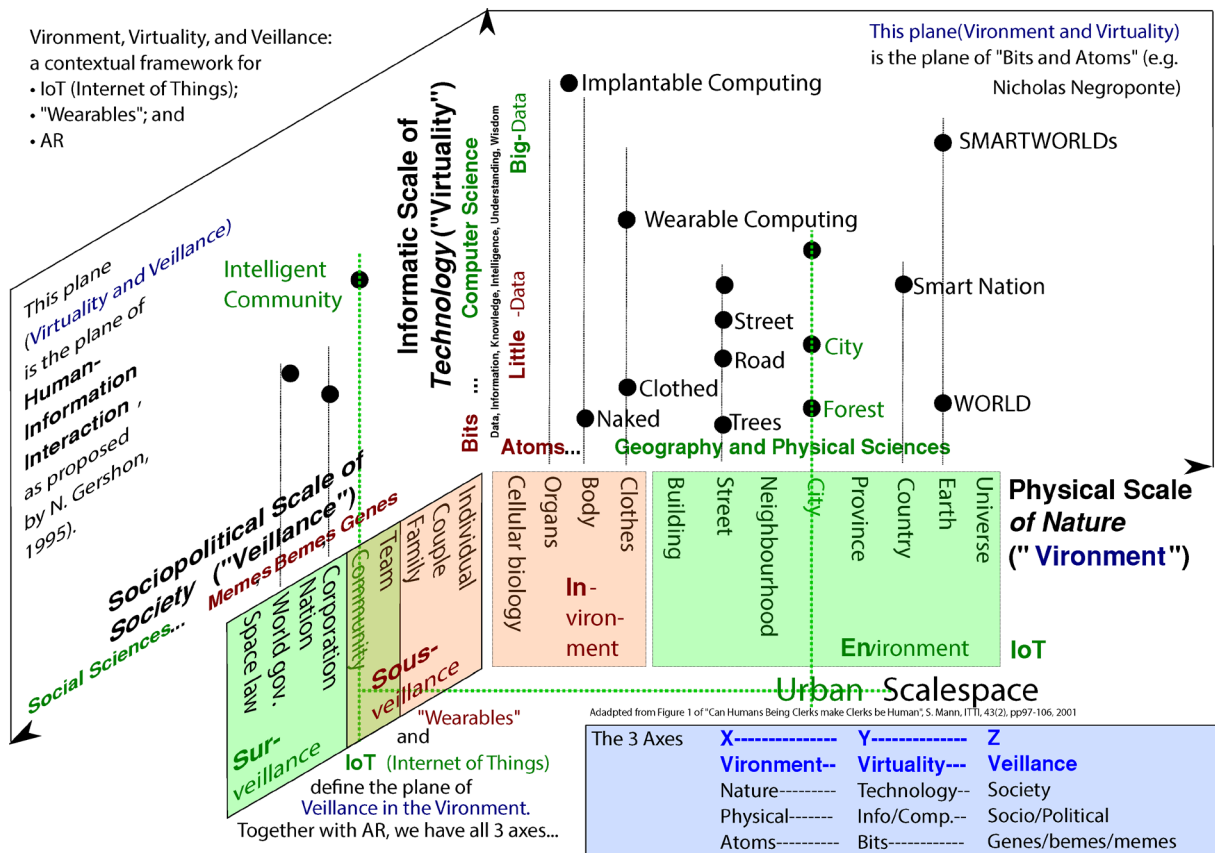 Vironment, Virtuality, and Veillance:
a contextual framework for
• IoT (Internet of Things);
• "Wearables"; and
• AR
This plane(Vironment and Virtuality)
is the plane of "Bits and Atoms" (e.g.
Nicholas Negroponte)
This plane
(Virtuality and Veillance)
is the plane of
Human-
Information
Interaction ,
as proposed
by N. Gershon,
1995).
Intelligent
Community
Informatic Scale of
Technology ("Virtuality")
Bits ... Computer Science
Data, Information, Knowledge, Intelligence, Understanding, Wisdom
Little -Data
Big-Data
Implantable Computing
SMARTWORLDs
Wearable Computing
Smart Nation
Street
City
Road
Clothed
Naked
Trees
Forest
WORLD
Atoms... Geography and Physical Sciences
Cellular biology
Organs
Body
Clothes
Building
Street
Neighbourhood
City
Province
Country
Earth
Universe
In-
viron-
ment
Environment
IoT
Physical Scale
of Nature
(" Vironment")
Sociopolitical Scale of
Society ("Veillance")
Social Sciences... Memes Bemes Genes
Space law
World gov.
Nation
Corporation
Community
Team
Family
Couple
Individual
Sur-
veillance
Sous-
veillance
Urban Scalespace
Adadpted from Figure 1 of "Can Humans Being Clerks make Clerks be Human", S. Mann, ITTI, 43(2), pp97-106, 2001
"Wearables"
and
IoT (Internet of Things)
define the plane of
Veillance in the Vironment.
Together with AR, we have all 3 axes...
The 3 Axes X--------------- Y-------------- Z
Vironment-- Virtuality--- Veillance
Nature--------- Technology-- Society
Physical------- Info/Comp.-- Socio/Political
Atoms---------- Bits----------- Genes/bemes/memes